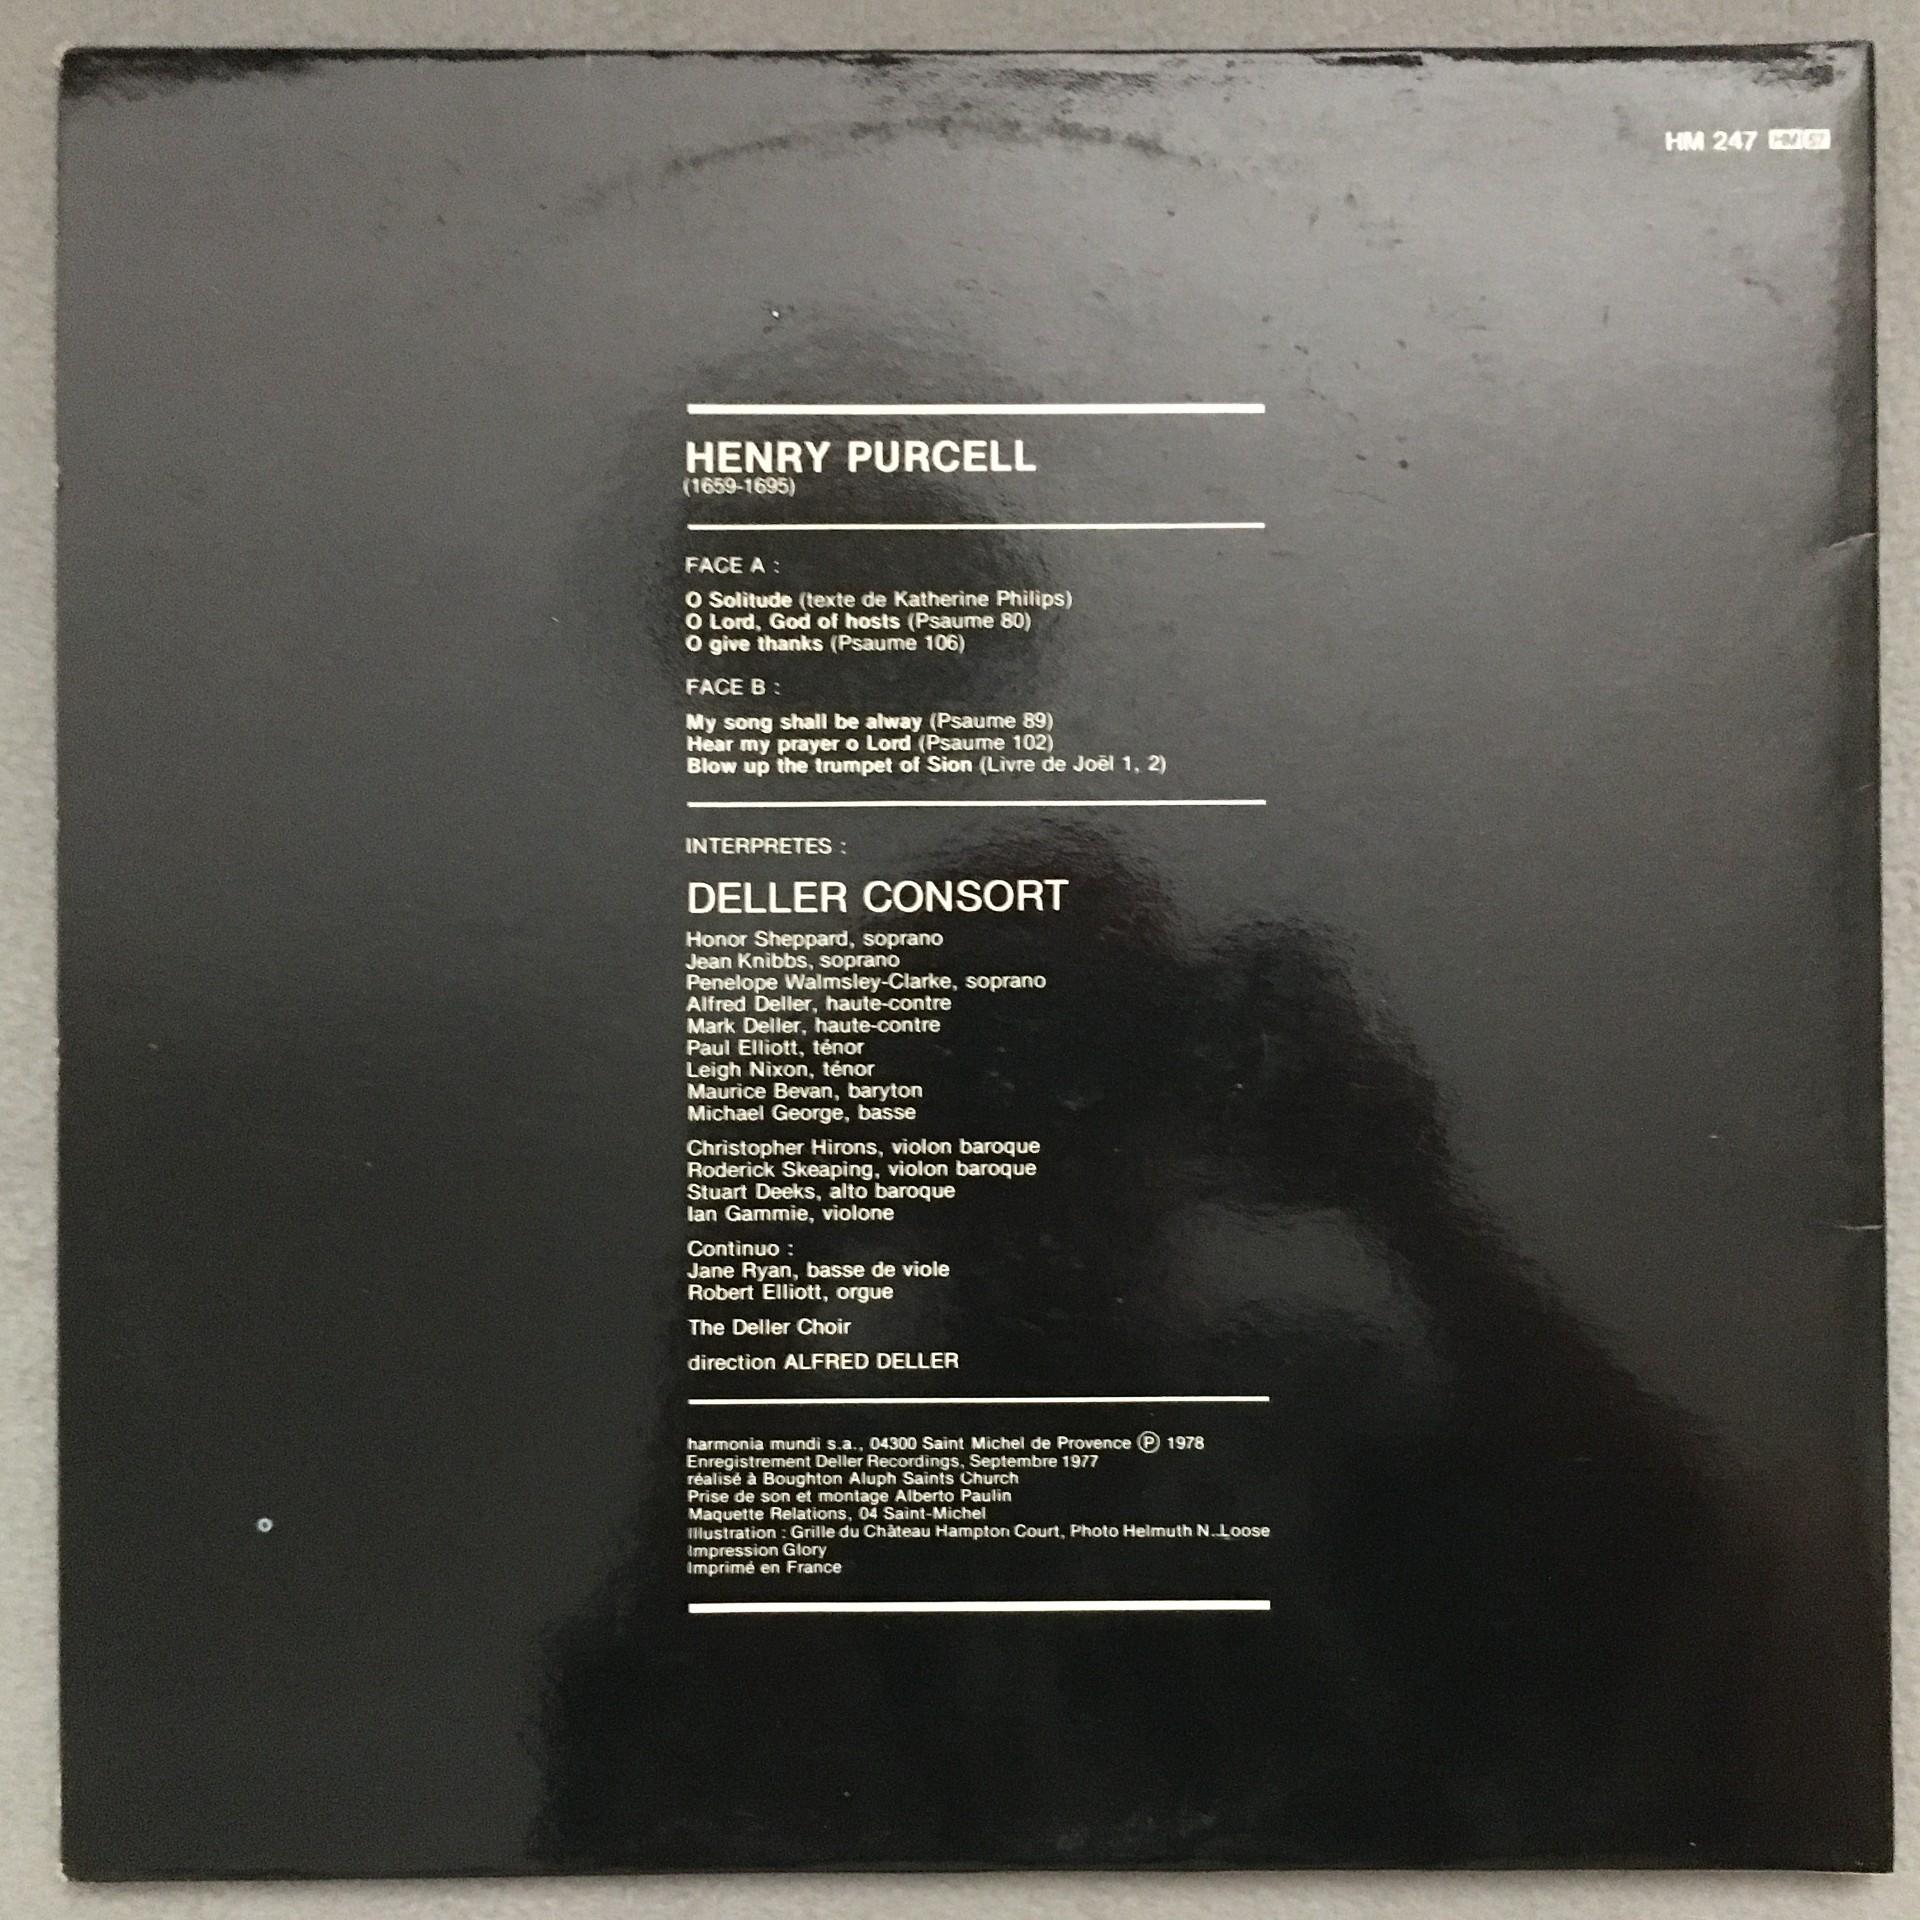 HM 247 HM 57
HENRY PURCELL
(1659-1695)
FACE A :
O Solitude (texte de Katherine Philips)
O Lord, God of hosts (Psaume 80)
O give thanks (Psaume 106)
FACE B :
My song shall be alway (Psaume 89)
Hear my prayer o Lord (Psaume 102)
Blow up the trumpet of Sion (Livre de Joël 1, 2)
INTERPRETES :
DELLER CONSORT
Honor Sheppard, soprano
Jean Knibbs, soprano
Penelope Walmsley-Clarke, soprano
Alfred Deller, haute-contre
Mark Deller, haute-contre
Paul Elliott, ténor
Leigh Nixon, ténor
Maurice Bevan, baryton
Michael George, basse
Christopher Hirons, violon baroque
Roderick Skeaping, violon baroque
Stuart Deeks, alto baroque
Ian Gammie, violone
Continuo :
Jane Ryan, basse de viole
Robert Elliott, orgue
The Deller Choir
direction ALFRED DELLER
harmonia mundi s.a., 04300 Saint Michel de Provence Ⓟ 1978
Enregistrement Deller Recordings, Septembre 1977
réalisé à Boughton Aluph Saints Church
Prise de son et montage Alberto Paulin
Maquette Relations, 04 Saint-Michel
Illustration : Grille du Château Hampton Court, Photo Helmuth N. Loose
Impression Glory
Imprimé en France